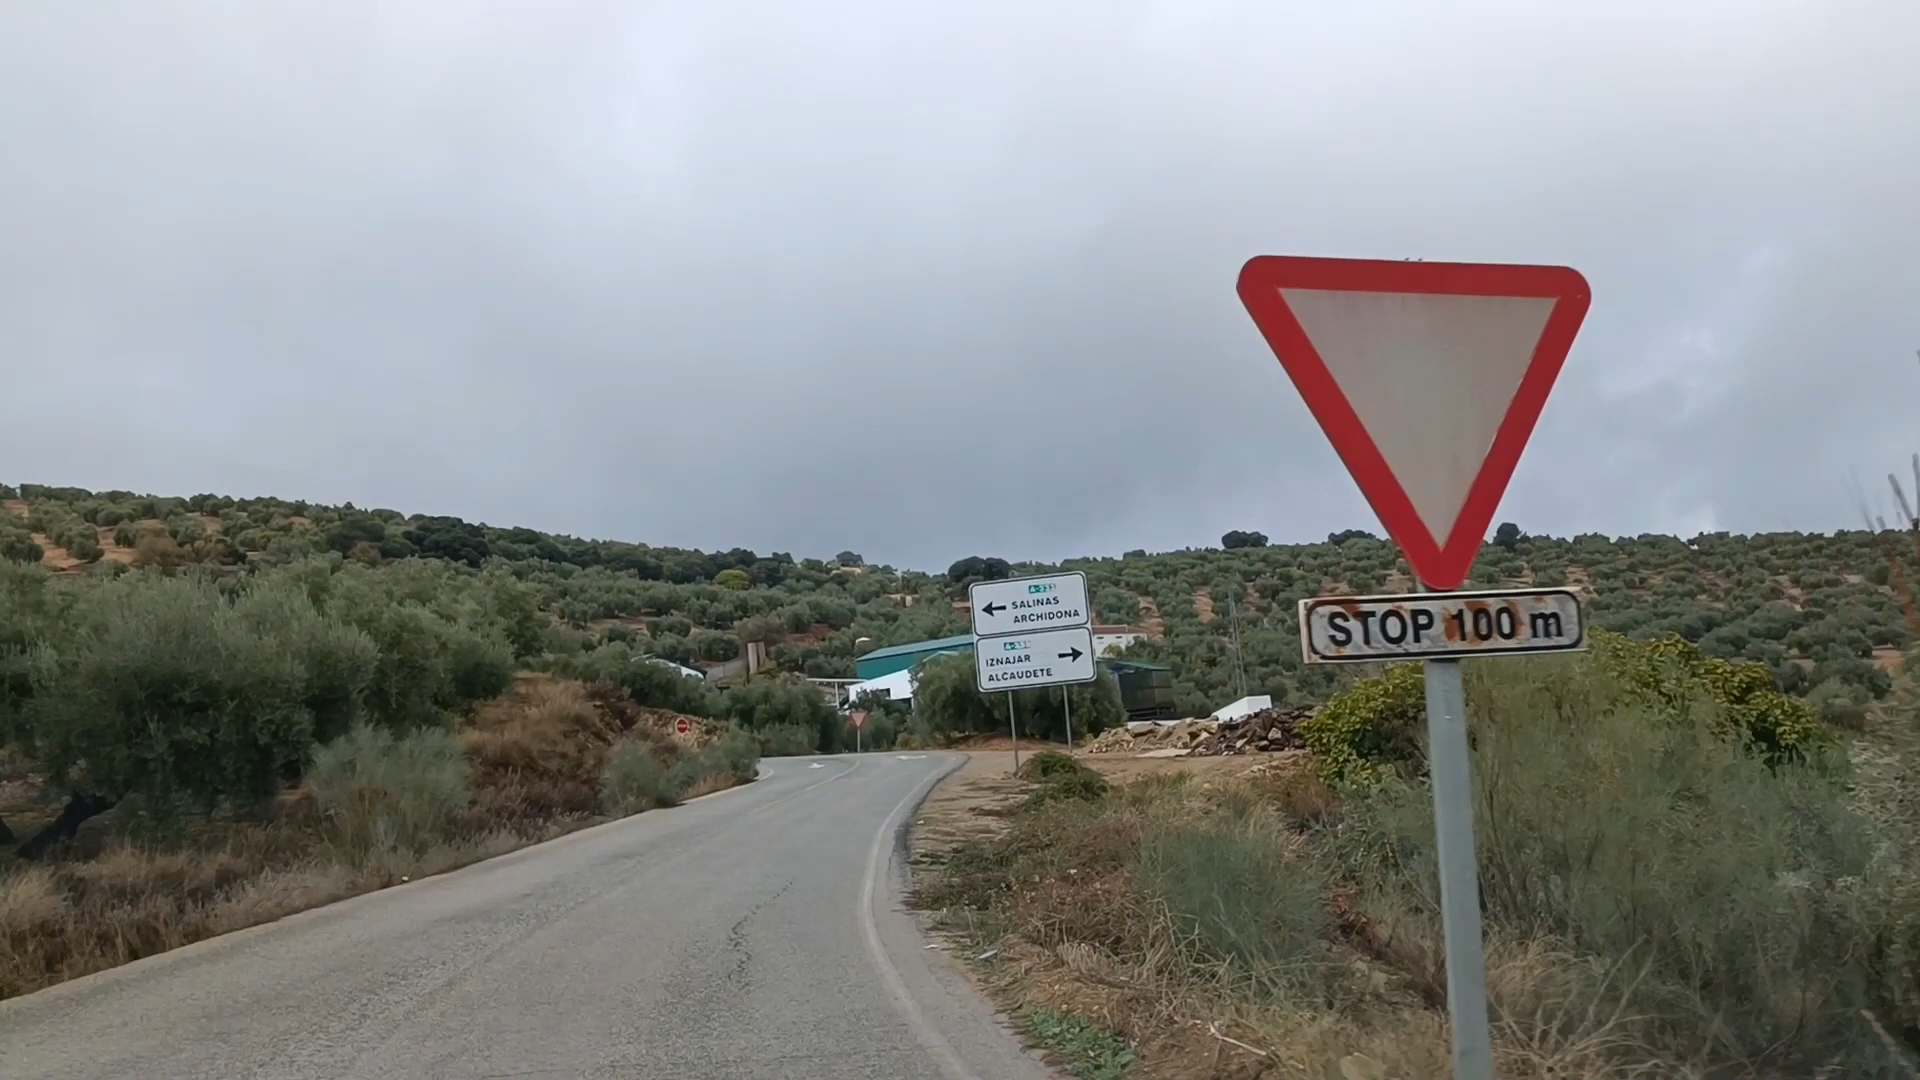 SALINAS
ARCHIDONA
IZNAJAR
ALCAUDETE
STOP 100 m